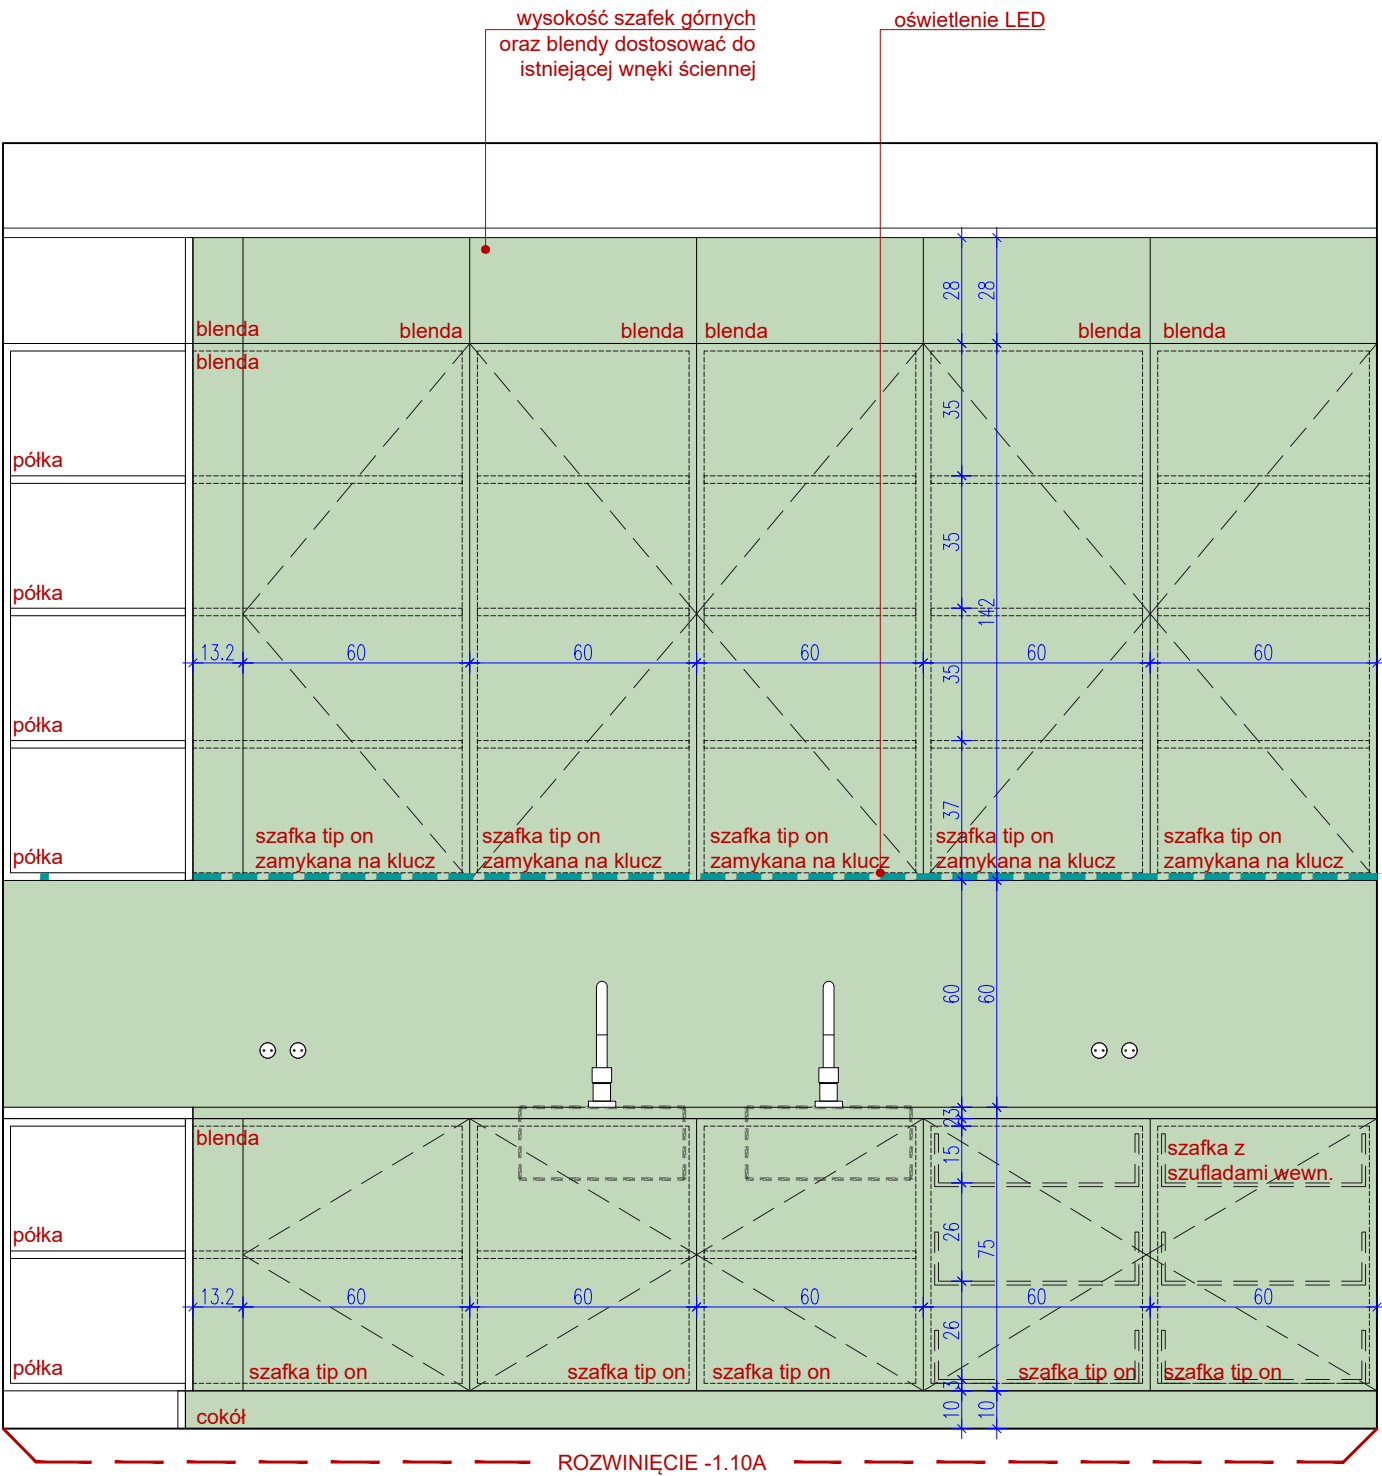 wysokość szafek górnych
oraz blendy dostosować do
istniejącej wnęki ściennej
oświetlenie LED
28
28
blenda
blenda
blenda
blenda
blenda
blenda
blenda
35
półka
35
142
półka
13.2
60
60
60
60
60
35
półka
37
szafka tip on
zamykana na klucz
szafka tip on
zamykana na klucz
szafka tip on
zamykana na klucz
szafka tip on
zamykana na klucz
szafka tip on
zamykana na klucz
półka
60
60
23
blenda
15
szafka z
szufladami wewn.
półka
26
75
13.2
60
60
60
60
60
26
półka
szafka tip on
szafka tip on
szafka tip on
szafka tip on
szafka tip on
3
cokół
10
10
ROZWINIĘCIE -1.10A